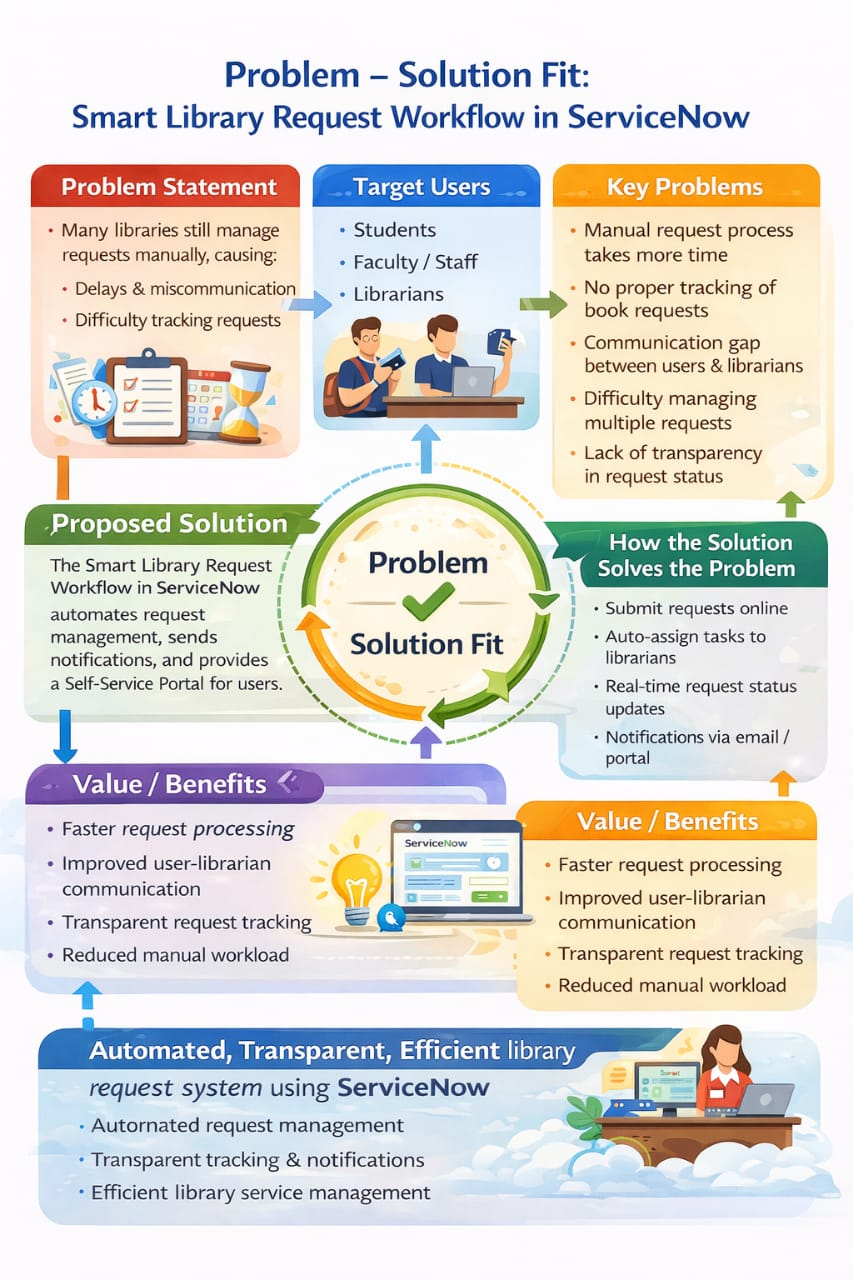 Problem – Solution Fit:
Smart Library Request Workflow in ServiceNow
Problem Statement
• Many libraries still manage
requests manually, causing:
• Delays & miscommunication
• Difficulty tracking requests
Target Users
• Students
• Faculty / Staff
• Librarians
Key Problems
• Manual request process
takes more time
• No proper tracking of
book requests
• Communication gap
between users & librarians
• Difficulty managing
multiple requests
• Lack of transparency
in request status
Proposed Solution
The Smart Library Request
Workflow in ServiceNow
automates request
management, sends
notifications, and provides
a Self-Service Portal for users.
Problem
Solution Fit
How the Solution
Solves the Problem
• Submit requests online
• Auto-assign tasks to
librarians
• Real-time request status
updates
• Notifications via email /
portal
Value / Benefits
• Faster request processing
• Improved user-librarian
communication
• Transparent request tracking
• Reduced manual workload
ServiceNow
Value / Benefits
• Faster request processing
• Improved user-librarian
communication
• Transparent request tracking
• Reduced manual workload
Automated, Transparent, Efficient library
request system using ServiceNow
• Autornated request management
• Transparent tracking & notifications
• Efficient library service management